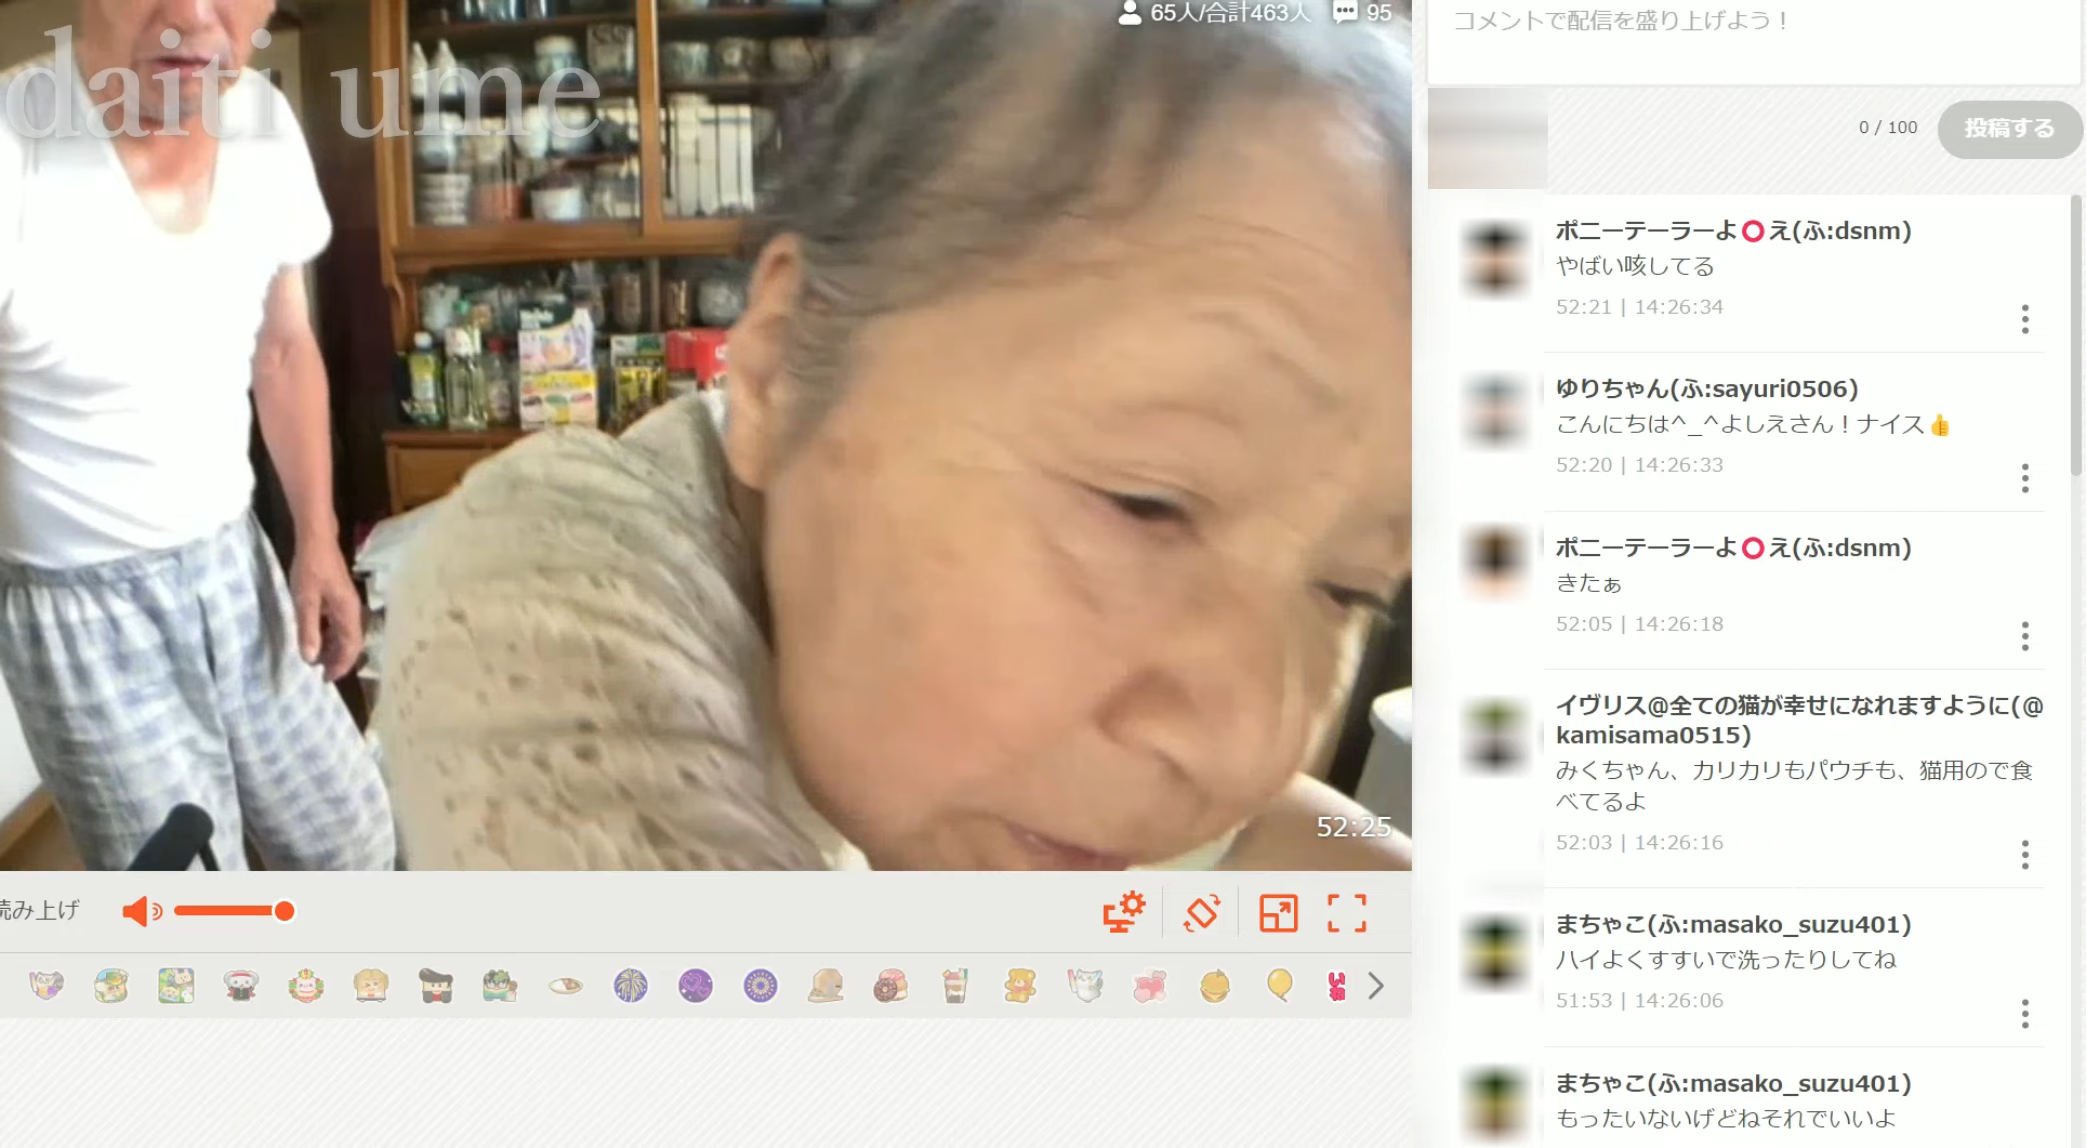 daiti ume
65人/合計463人 95
52:25
読み上げ
コメントで配信を盛り上げよう！
0 / 100 投稿する
ポニーテーラーよ⭕え(ふ:dsnm)
やばい咳してる
52:21 | 14:26:34
ゆりちゃん(ふ:sayuri0506)
こんにちは^_^よしえさん！ナイス👍
52:20 | 14:26:33
ポニーテーラーよ⭕え(ふ:dsnm)
きたぁ
52:05 | 14:26:18
イヴリス@全ての猫が幸せになれますように(@
kamisama0515)
みくちゃん、カリカリもパウチも、猫用ので食
べてるよ
52:03 | 14:26:16
まちゃこ(ふ:masako_suzu401)
ハイよくすすいで洗ったりしてね
51:53 | 14:26:06
まちゃこ(ふ:masako_suzu401)
もったいないげどねそれでいいよ